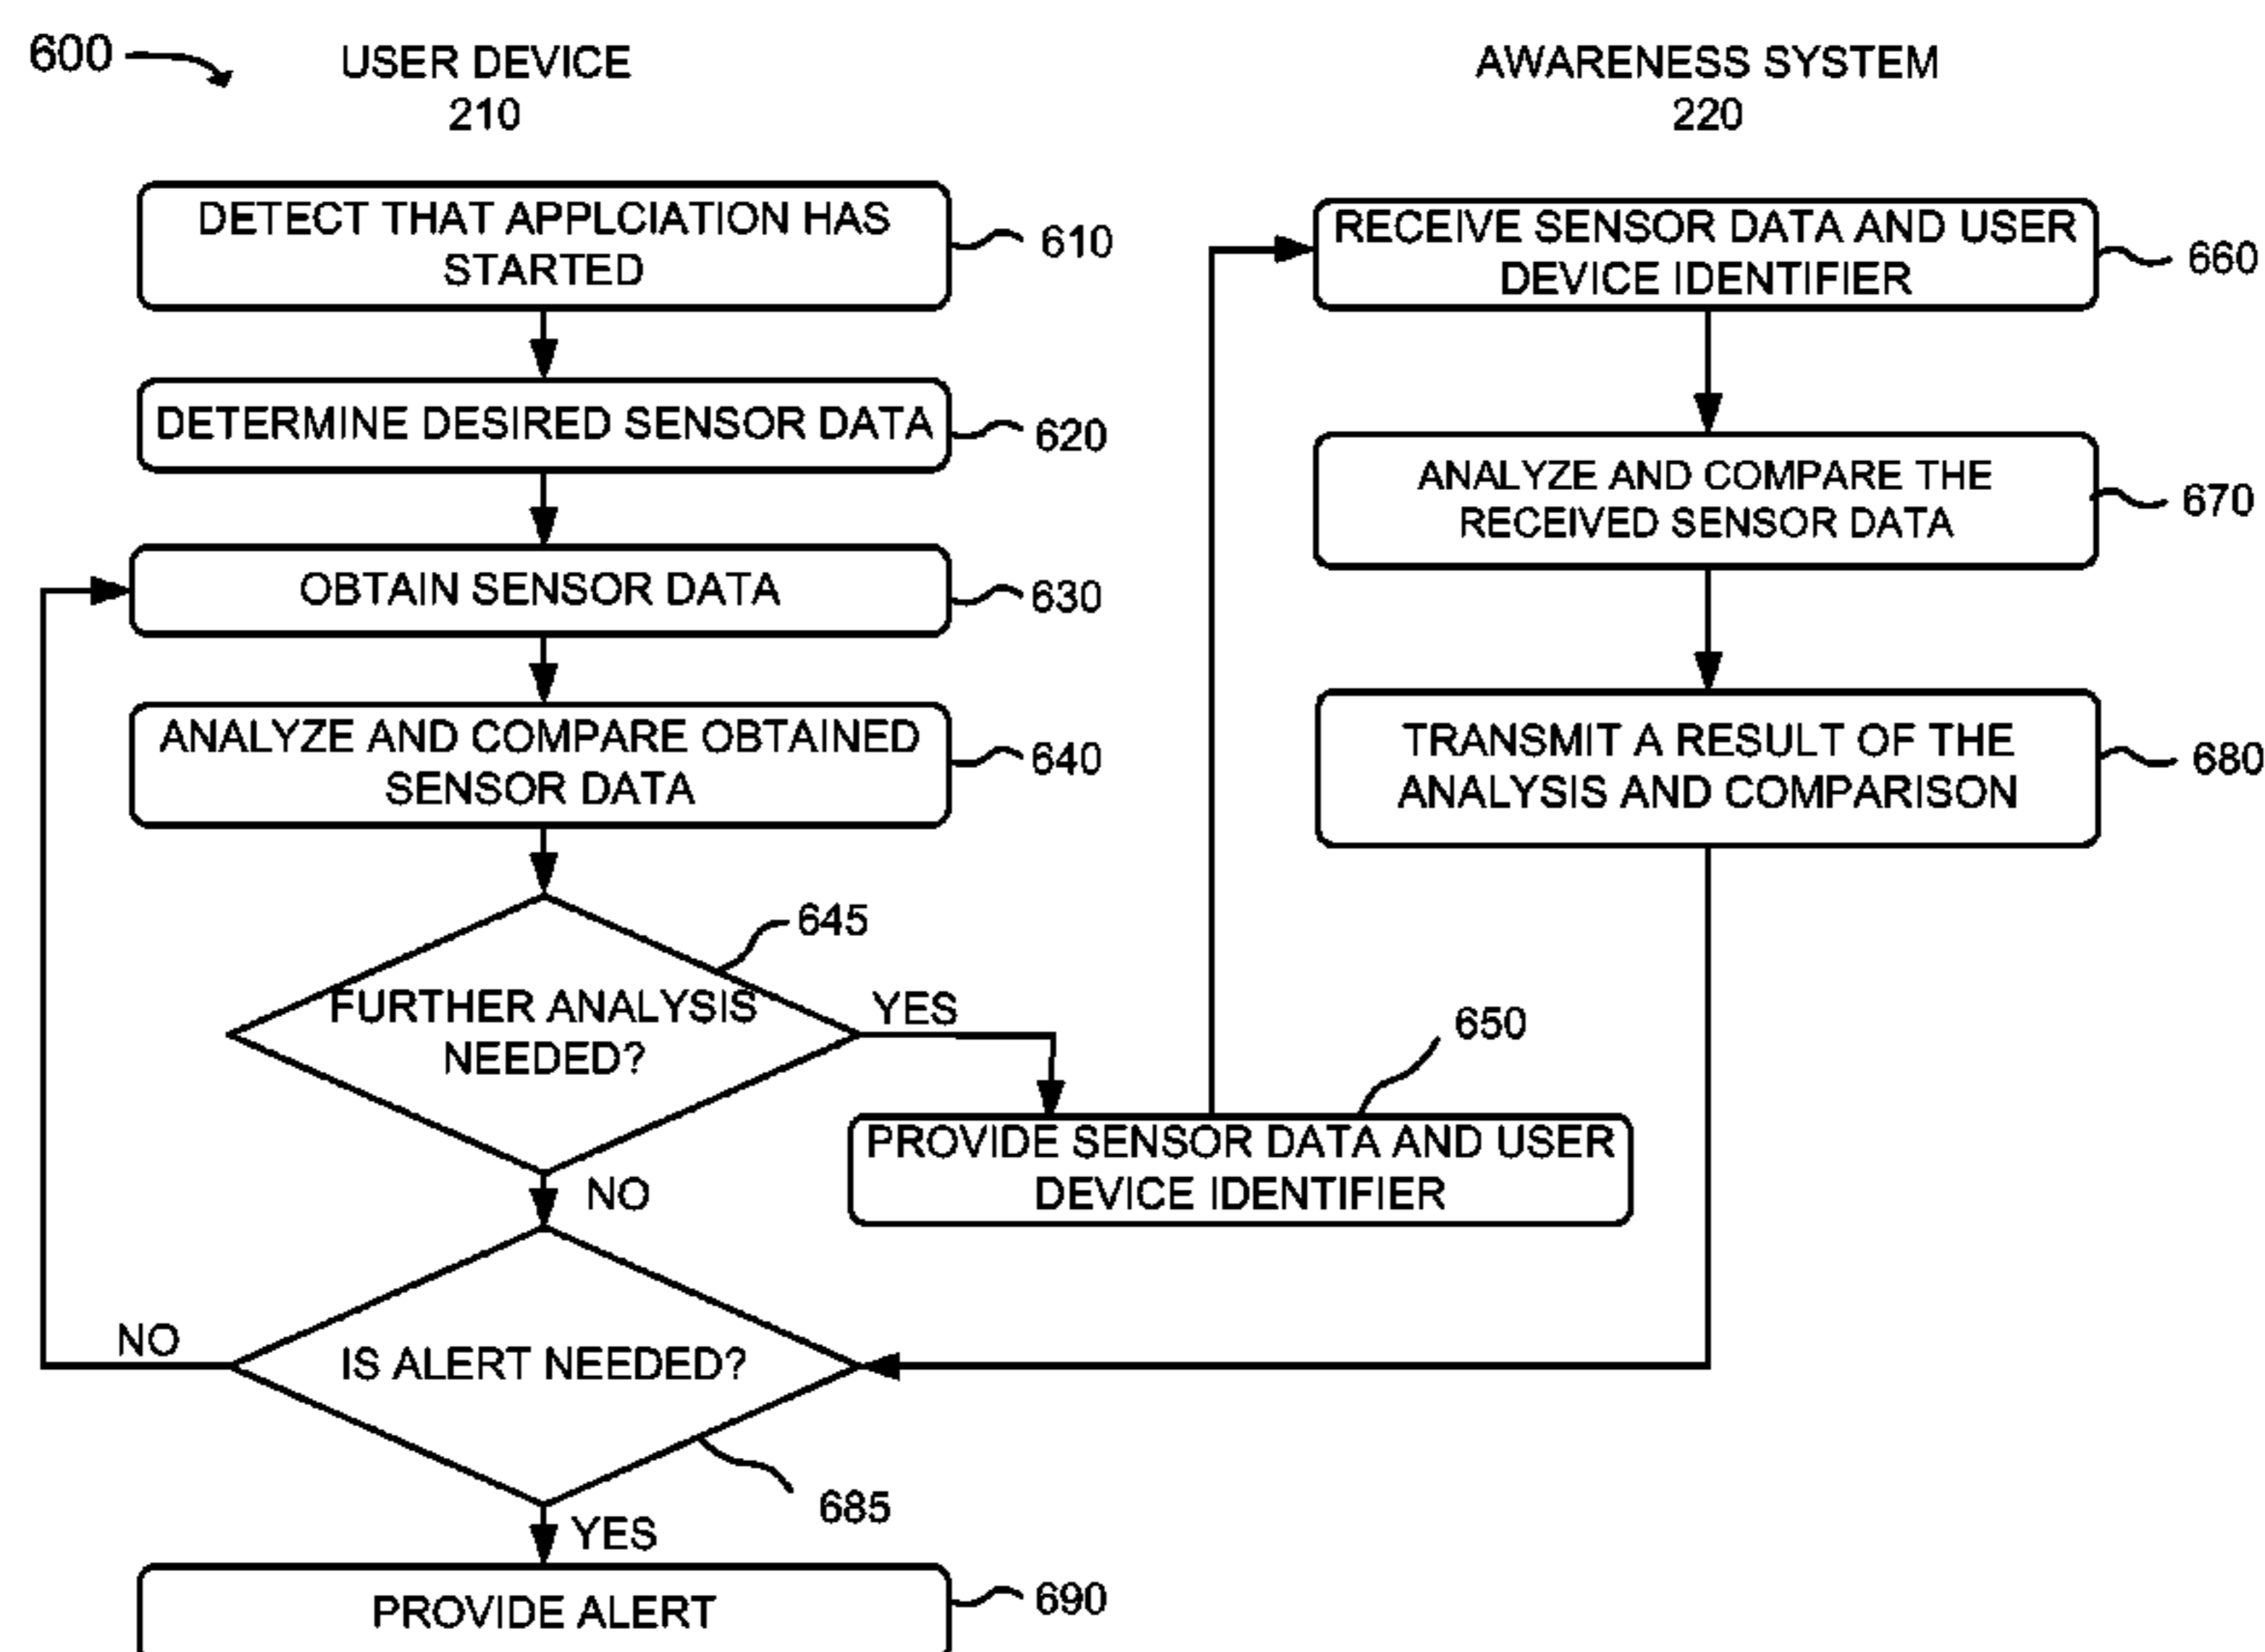 600
USER DEVICE
210
AWARENESS SYSTEM
220
DETECT THAT APPLCIATION HAS
STARTED
610
DETERMINE DESIRED SENSOR DATA
620
OBTAIN SENSOR DATA
630
ANALYZE AND COMPARE OBTAINED
SENSOR DATA
640
FURTHER ANALYSIS
NEEDED?
645
YES
NO
PROVIDE SENSOR DATA AND USER
DEVICE IDENTIFIER
650
RECEIVE SENSOR DATA AND USER
DEVICE IDENTIFIER
660
ANALYZE AND COMPARE THE
RECEIVED SENSOR DATA
670
TRANSMIT A RESULT OF THE
ANALYSIS AND COMPARISON
680
IS ALERT NEEDED?
685
NO
YES
PROVIDE ALERT
690